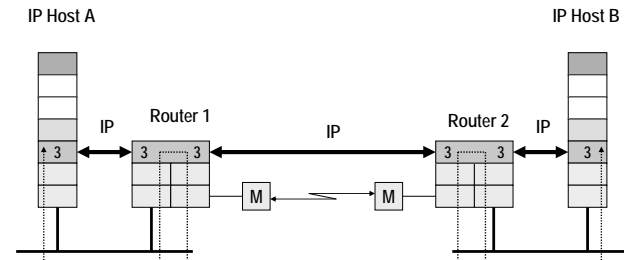 IP Host A
IP Host B
Router 1
Router 2
IP
IP
IP
3
3 3
3 3
3
M
M